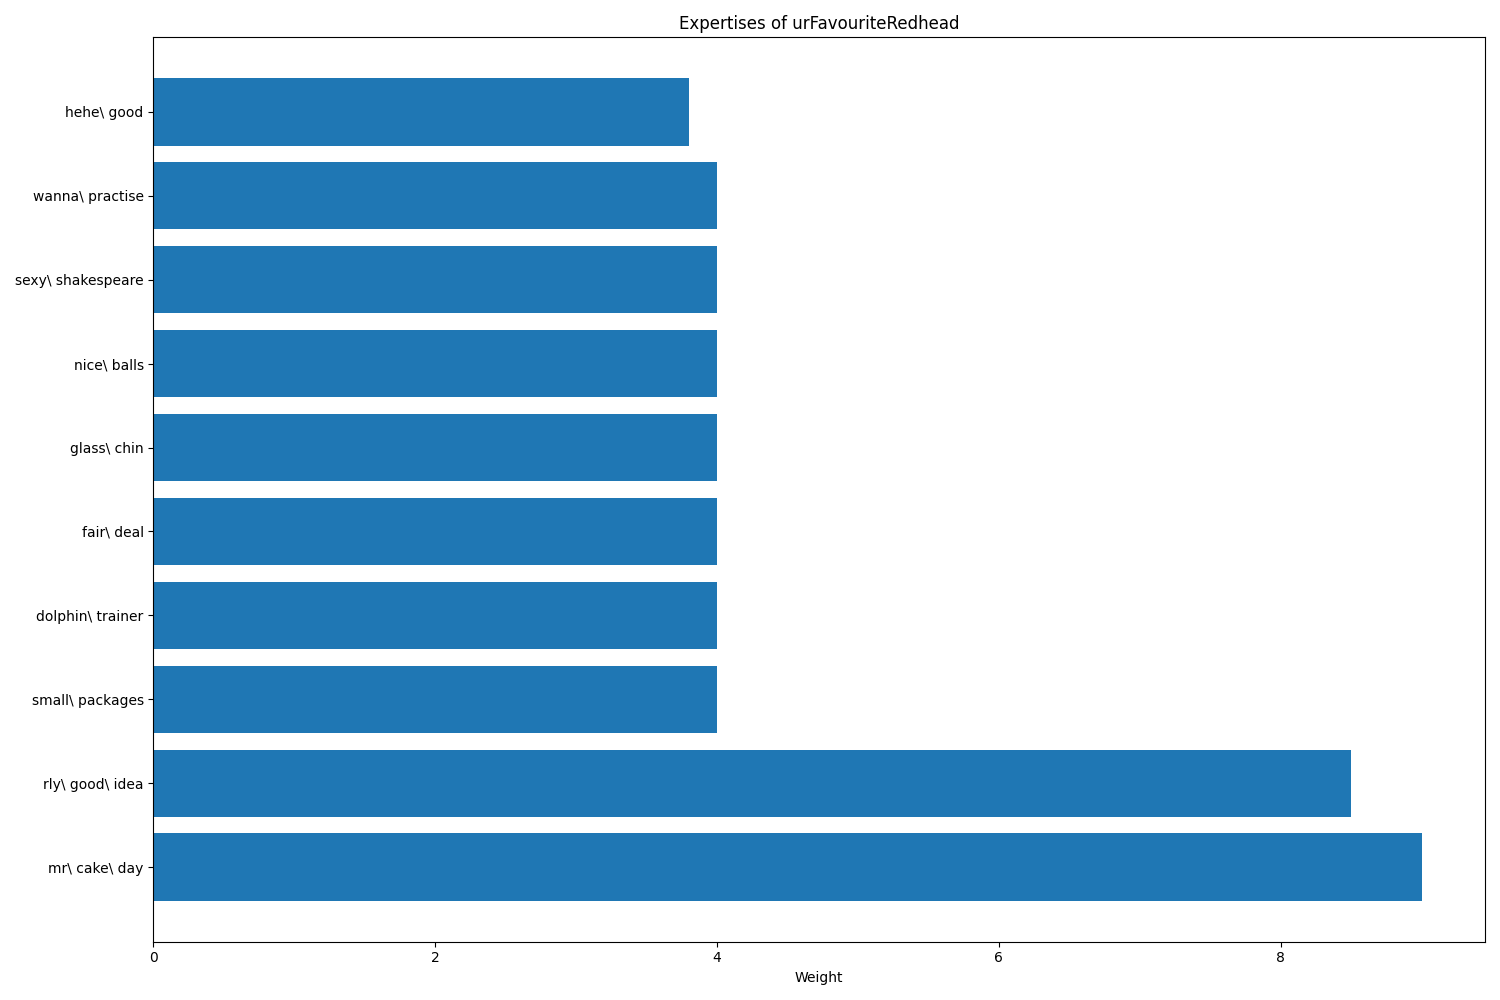 Expertises of urFavouriteRedhead
hehe\ good
wanna\ practise
sexy\ shakespeare
nice\ balls
glass\ chin
fair\ deal
dolphin\ trainer
small\ packages
rly\ good\ idea
mr\ cake\ day
0 2 4 6 8
Weight